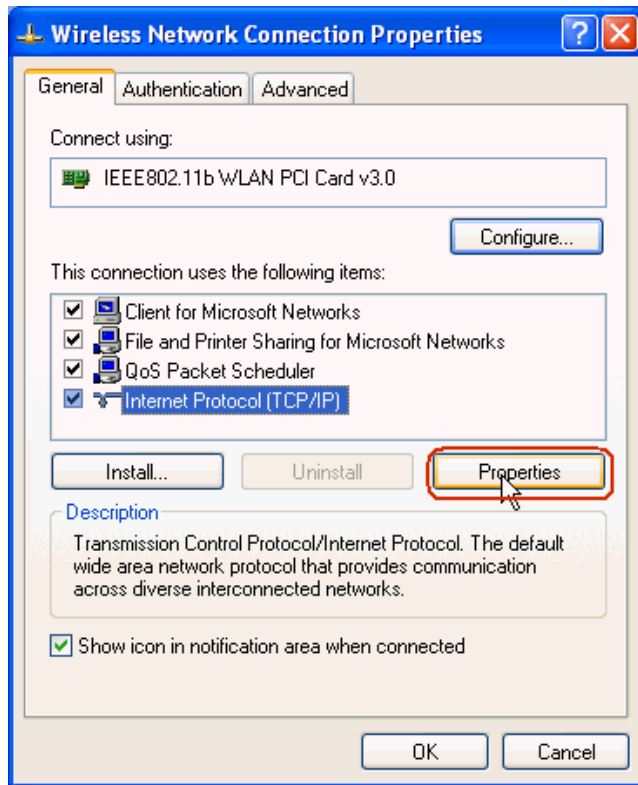 Wireless Network Connection Properties
General Authentication Advanced
Connect using:
IEEE802.11b WLAN PCI Card v3.0
Configure...
This connection uses the following items:
Client for Microsoft Networks
File and Printer Sharing for Microsoft Networks
QoS Packet Scheduler
Internet Protocol (TCP/IP)
Install... Uninstall Properties
Description
Transmission Control Protocol/Internet Protocol. The default
wide area network protocol that provides communication
across diverse interconnected networks.
Show icon in notification area when connected
OK Cancel